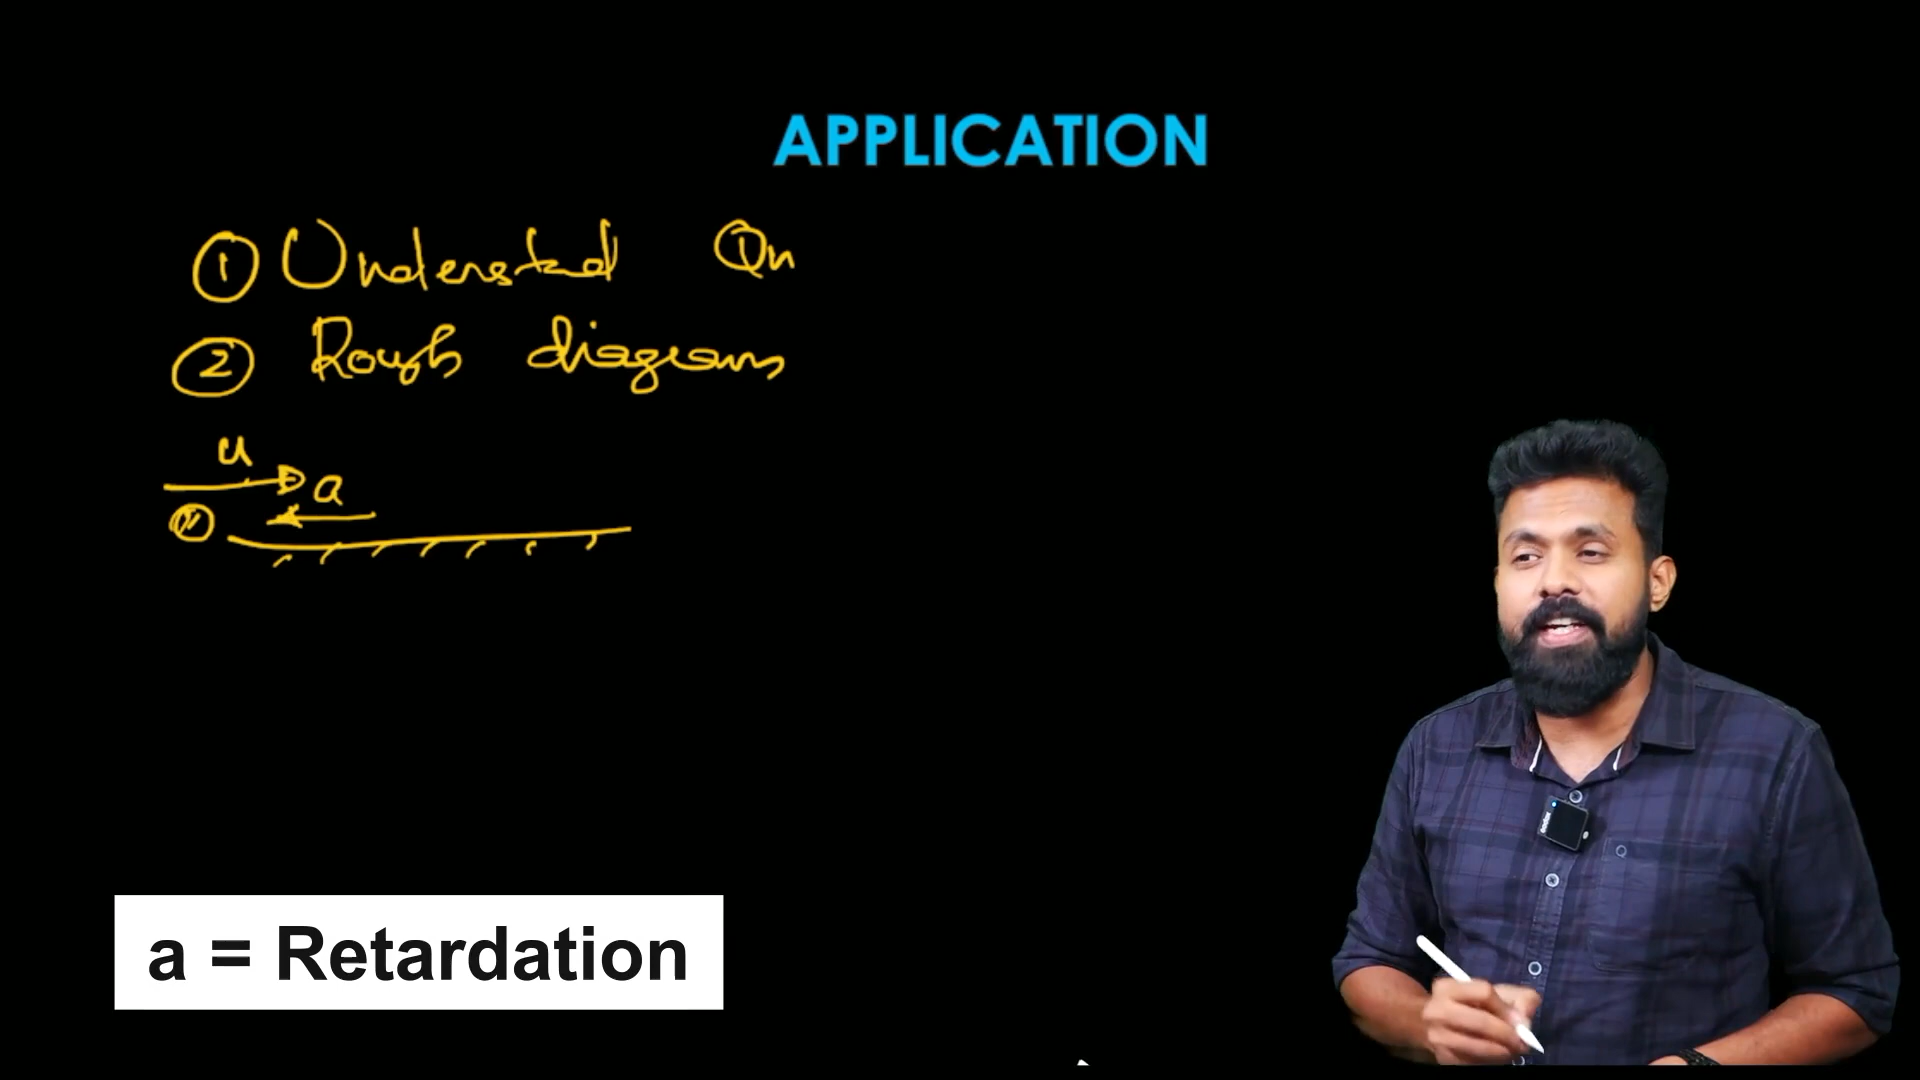 APPLICATION
① Understand Qn
② Rough diagrams
u
a
a = Retardation